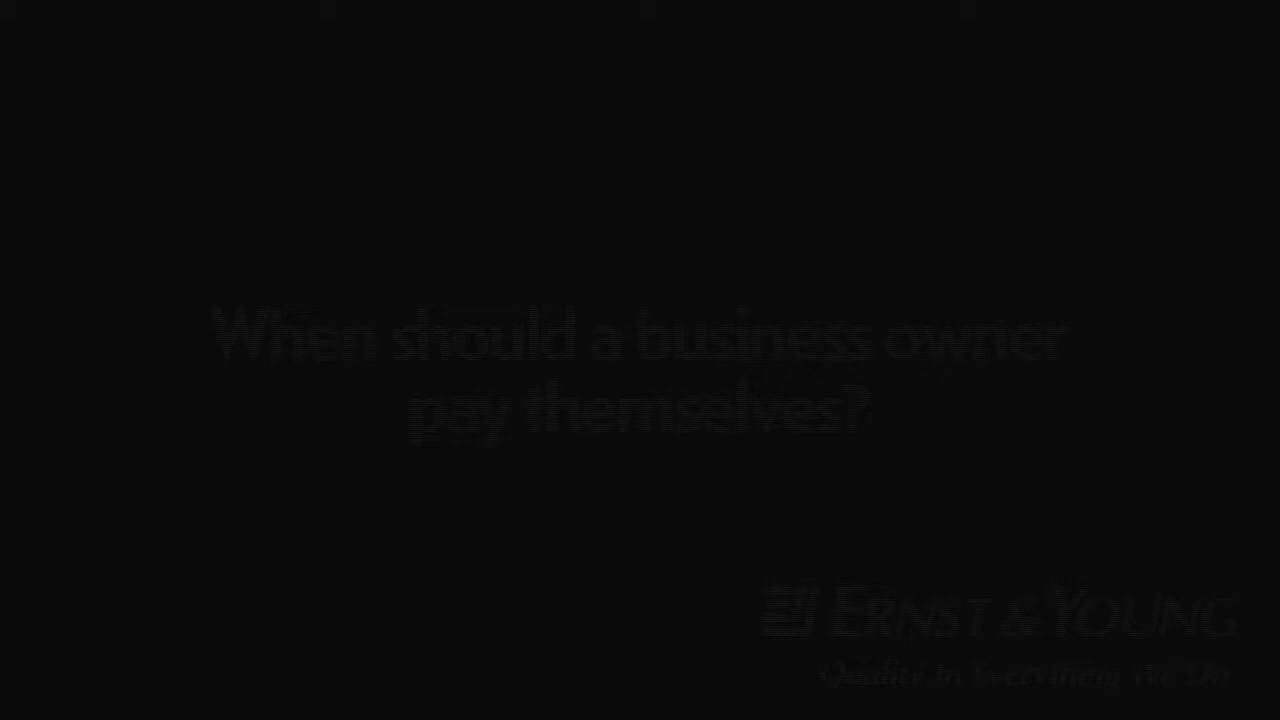 When should a business owner
pay themselves?
ERNST & YOUNG
Quality In Everything We Do